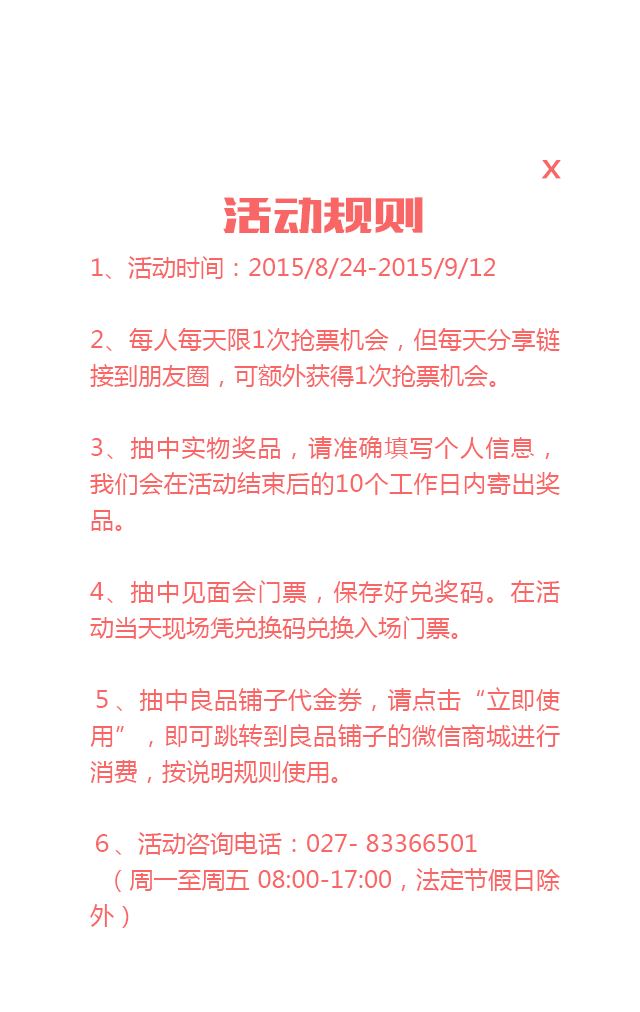 X
活动规则
1、活动时间：2015/8/24-2015/9/12
2、每人每天限1次抢票机会，但每天分享链
接到朋友圈，可额外获得1次抢票机会。
3、抽中实物奖品，请准确填写个人信息，
我们会在活动结束后的10个工作日内寄出奖
品。
4、抽中见面会门票，保存好兑奖码。在活
动当天现场凭兑换码兑换入场门票。
５、抽中良品铺子代金券，请点击“立即使
用”，即可跳转到良品铺子的微信商城进行
消费，按说明规则使用。
６、活动咨询电话：027- 83366501
（周一至周五 08:00-17:00，法定节假日除
外）